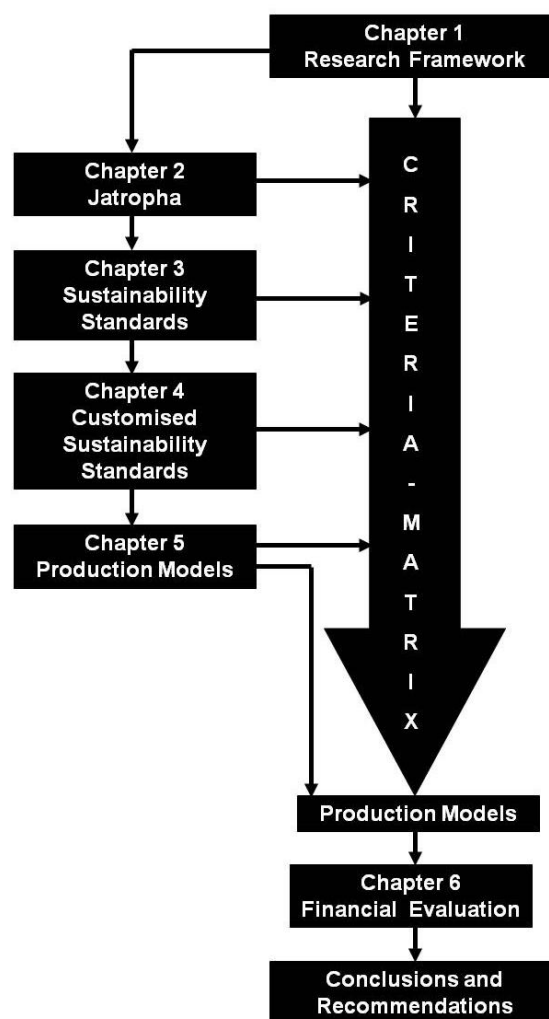 Chapter 1
Research Framework
Chapter 2
Jatropha
Chapter 3
Sustainability
Standards
Chapter 4
Customised
Sustainability
Standards
Chapter 5
Production Models
C
R
I
T
E
R
I
A
-
M
A
T
R
I
X
Production Models
Chapter 6
Financial Evaluation
Conclusions and
Recommendations